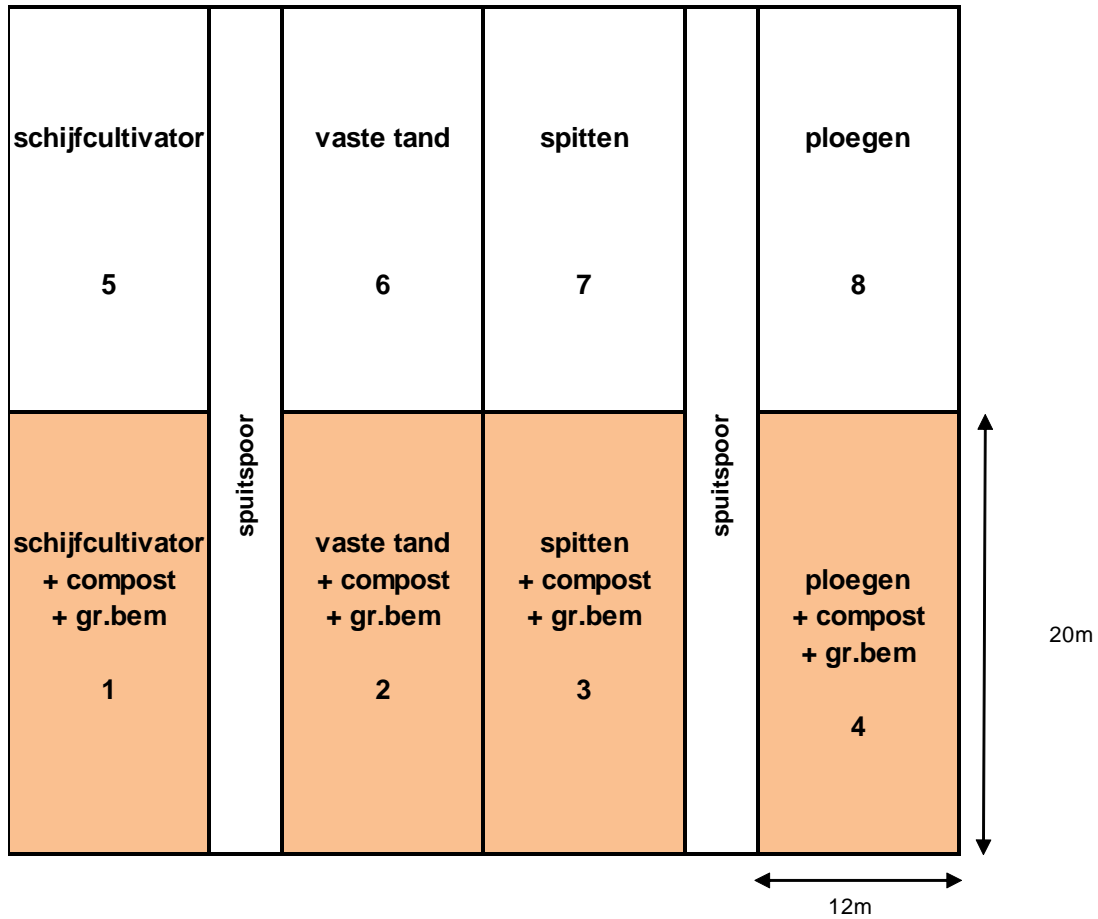 schijfcultivator
vaste tand
spitten
ploegen
5
6
7
8
spuitspoor
spuitspoor
schijfcultivator
+ compost
+ gr.bem
1
vaste tand
+ compost
+ gr.bem
2
spitten
+ compost
+ gr.bem
3
ploegen
+ compost
+ gr.bem
4
20m
12m